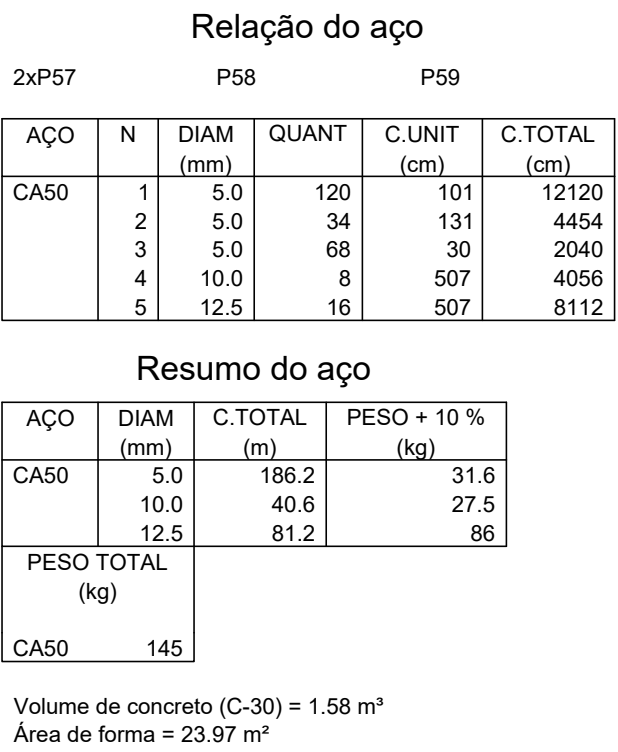 Relação do aço
2xP57 P58 P59
AÇO N DIAM QUANT C.UNIT C.TOTAL
(mm) (cm) (cm)
CA50 1 5.0 120 101 12120
2 5.0 34 131 4454
3 5.0 68 30 2040
4 10.0 8 507 4056
5 12.5 16 507 8112
Resumo do aço
AÇO DIAM C.TOTAL PESO + 10 %
(mm) (m) (kg)
CA50 5.0 186.2 31.6
10.0 40.6 27.5
12.5 81.2 86
PESO TOTAL
(kg)
CA50 145
Volume de concreto (C-30) = 1.58 m³
Área de forma = 23.97 m²